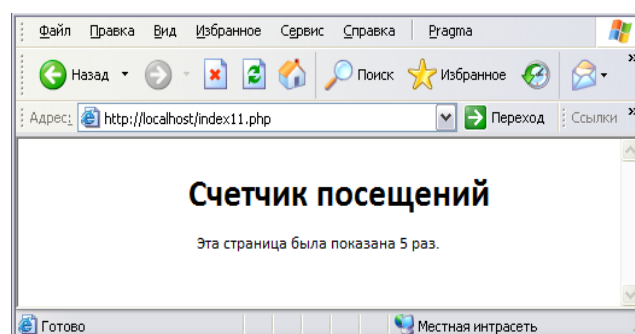 Файл Правка Вид Избранное Сервис Справка Pragma
Назад Поиск Избранное
Адрес: http://localhost/index11.php Переход Ссылки
Счетчик посещений
Эта страница была показана 5 раз.
Готово Местная интрасеть